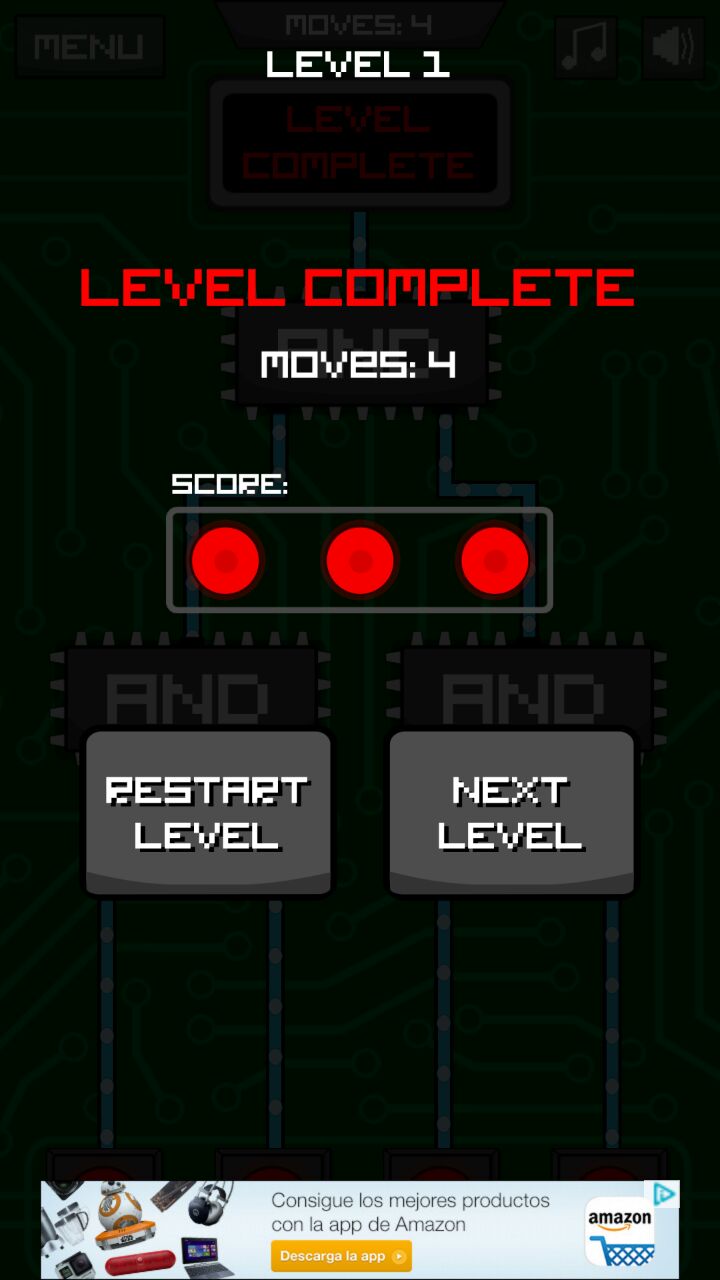 MENU
MOVES: 4
LEVEL 1
LEVEL
COMPLETE
LEVEL COMPLETE
AND
MOVES: 4
SCORE:
AND
AND
RESTART
LEVEL
NEXT
LEVEL
Consigue los mejores productos
con la app de Amazon
Descarga la app
amazon